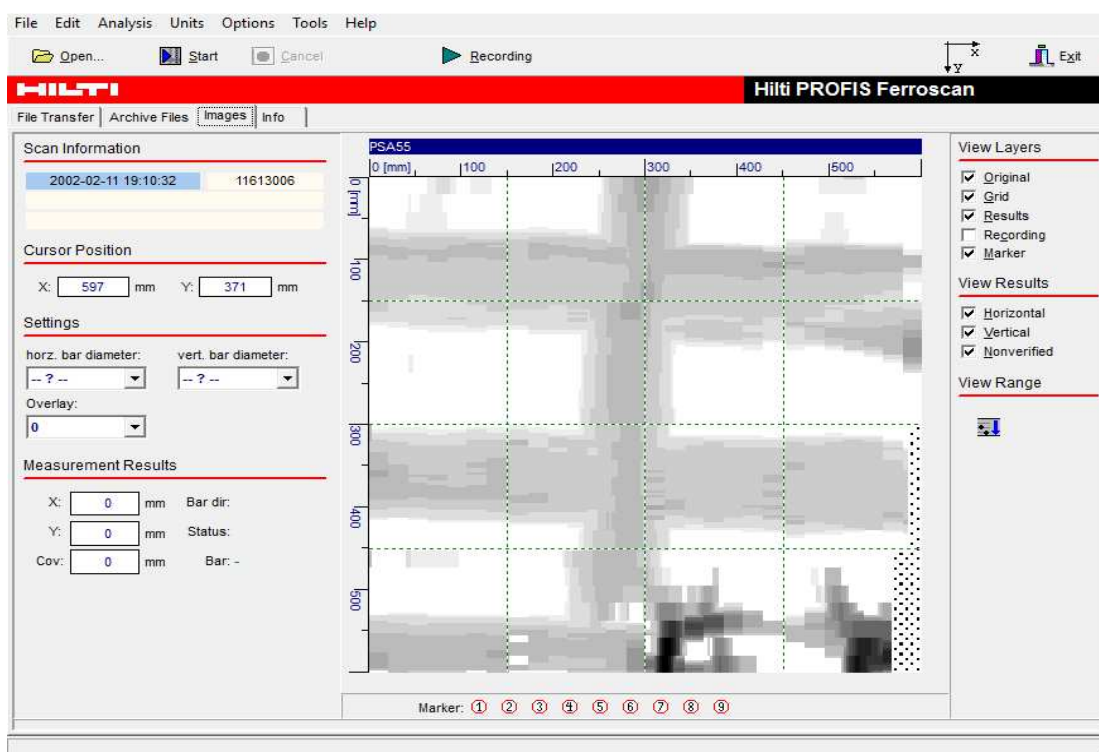 File Edit Analysis Units Options Tools Help
Open... Start Cancel Recording X Y Exit
HILTI Hilti PROFIS Ferroscan
File Transfer Archive Files Images Info
Scan Information
2002-02-11 19:10:32 11613006
Cursor Position
X: 597 mm Y: 371 mm
Settings
horz. bar diameter: vert. bar diameter:
-- ? -- -- ? --
Overlay:
0
Measurement Results
X: 0 mm Bar dir:
Y: 0 mm Status:
Cov: 0 mm Bar: -
PSA55
0 [mm] 100 200 300 400 500
0 [mm]
100
200
300
400
500
Marker: ① ② ③ ④ ⑤ ⑥ ⑦ ⑧ ⑨
View Layers
Original
Grid
Results
Recording
Marker
View Results
Horizontal
Vertical
Nonverified
View Range